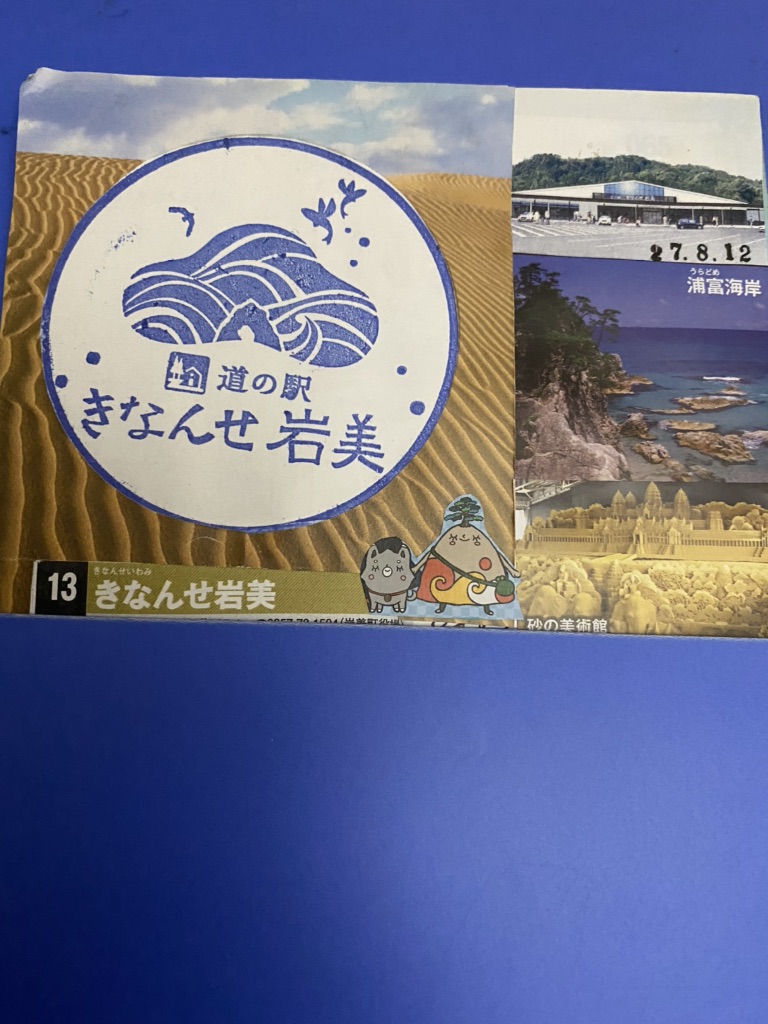 道の駅
きなんせ岩美
27.8.12
うらどめ
浦富海岸
13
きなんせいわみ
きなんせ岩美
砂の美術館